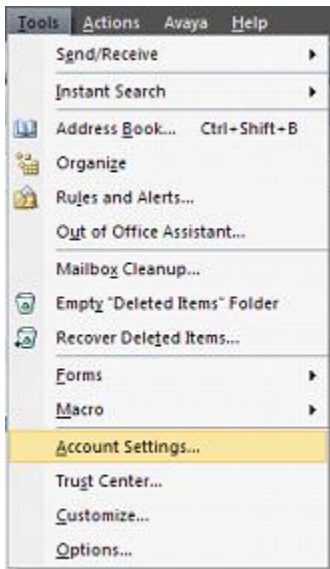 Tools Actions Avaya Help
Send/Receive
Instant Search
Address Book... Ctrl+Shift+B
Organize
Rules and Alerts...
Out of Office Assistant...
Mailbox Cleanup...
Empty "Deleted Items" Folder
Recover Deleted Items...
Forms
Macro
Account Settings...
Trust Center...
Customize...
Options...